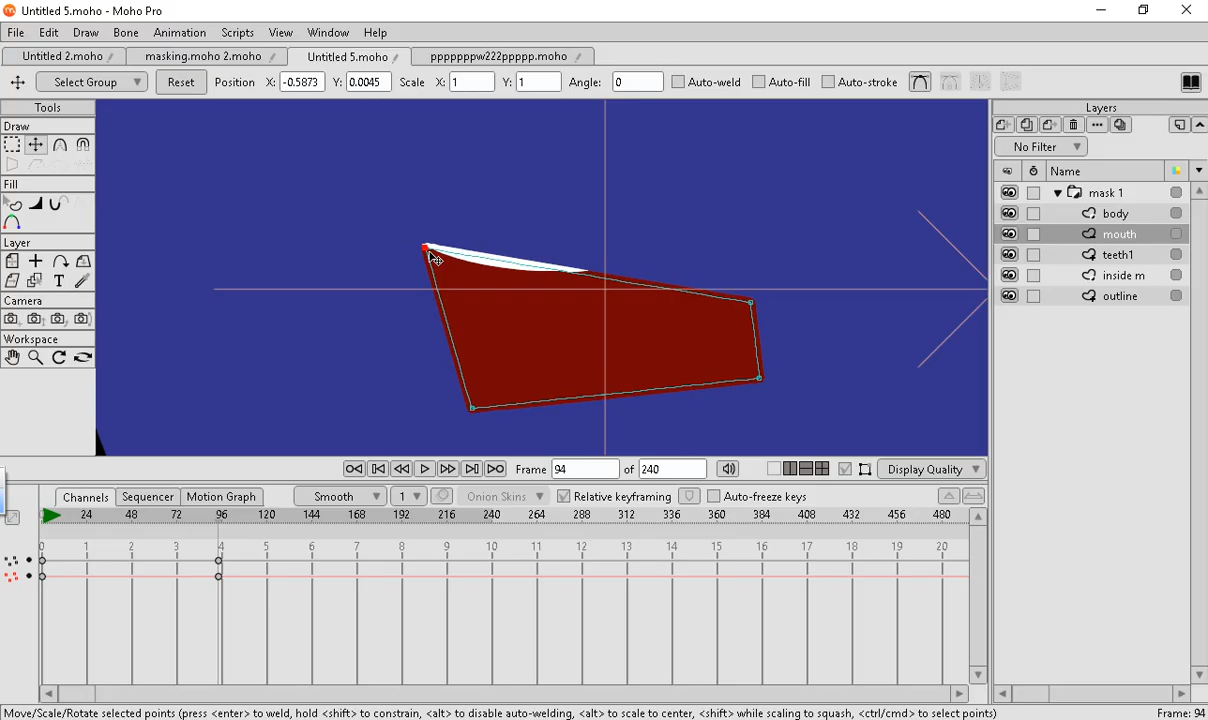 Untitled 5.moho - Moho Pro
File Edit Draw Bone Animation Scripts View Window Help
Untitled 2.moho masking.moho 2.moho Untitled 5.moho pppppppw222ppppp.moho
Select Group Reset Position X: -0.5873 Y: 0.0045 Scale X: 1 Y: 1 Angle: 0 Auto-weld Auto-fill Auto-stroke
Tools
Draw
Fill
Layer
Camera
Workspace
Layers
No Filter
Name
mask 1
body
mouth
teeth1
inside m
outline
Frame 94 of 240 Display Quality
Channels Sequencer Motion Graph Smooth 1 Onion Skins Relative keyframing Auto-freeze keys
24 48 72 96 120 144 168 192 216 240 264 288 312 336 360 384 408 432 456 480
0 1 2 3 4 5 6 7 8 9 10 11 12 13 14 15 16 17 18 19 20
Move/Scale/Rotate selected points (press <enter> to weld, hold <shift> to constrain, <alt> to disable auto-welding, <alt> to scale to center, <shift> while scaling to squash, <ctrl/cmd> to select points) Frame: 94